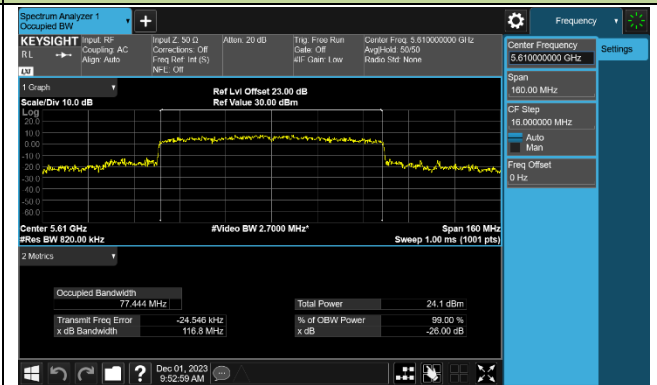 Spectrum Analyzer 1
Occupied BW
+
Frequency
KEYSIGHT
RL
LXI
Input: RF
Coupling: AC
Align: Auto
Input Z: 50 Ω
Corrections: Off
Freq Ref: Int (S)
NFE: Off
Atten: 20 dB
Trig: Free Run
Gate: Off
#IF Gain: Low
Center Freq: 5.610000000 GHz
Avg|Hold: 50/50
Radio Std: None
Center Frequency
5.610000000 GHz
Settings
Span
160.00 MHz
CF Step
16.000000 MHz
Auto
Man
Freq Offset
0 Hz
1 Graph
Scale/Div 10.0 dB
Ref Lvl Offset 23.00 dB
Ref Value 30.00 dBm
Log
20.0
10.0
0.00
-10.0
-20.0
-30.0
-40.0
-50.0
-60.0
Center 5.61 GHz
#Video BW 2.7000 MHz*
Span 160 MHz
#Res BW 820.00 kHz
Sweep 1.00 ms (1001 pts)
2 Metrics
Occupied Bandwidth
77.444 MHz
Total Power 24.1 dBm
Transmit Freq Error -24.546 kHz
% of OBW Power 99.00 %
x dB Bandwidth 116.8 MHz
x dB -26.00 dB
?
Dec 01, 2023
9:52:59 AM